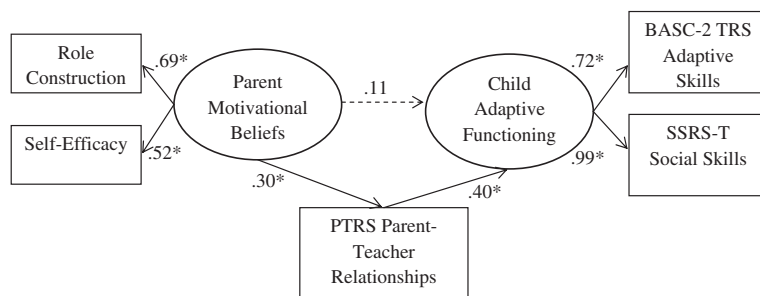 Role
Construction
.69*
Self-Efficacy
.52*
Parent
Motivational
Beliefs
.11
Child
Adaptive
Functioning
.72*
BASC-2 TRS
Adaptive
Skills
.99*
SSRS-T
Social Skills
.30*
.40*
PTRS Parent-
Teacher
Relationships